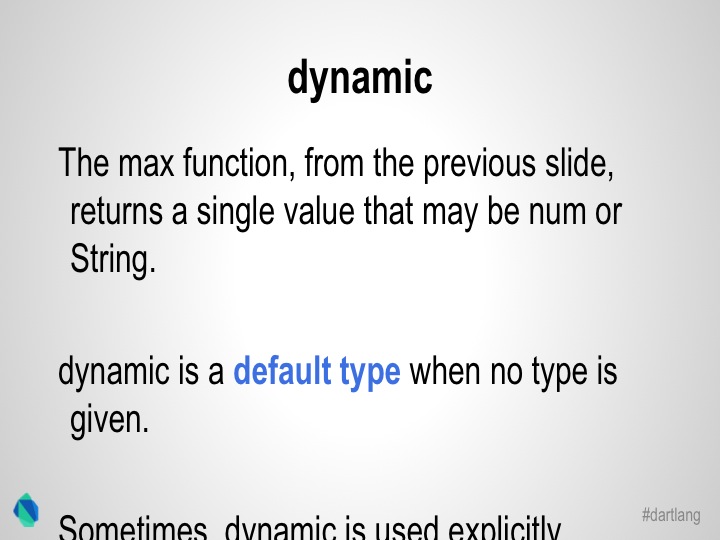 dynamic
The max function, from the previous slide,
returns a single value that may be num or
String.
dynamic is a default type when no type is
given.
Sometimes, dynamic is used explicitly
#dartlang